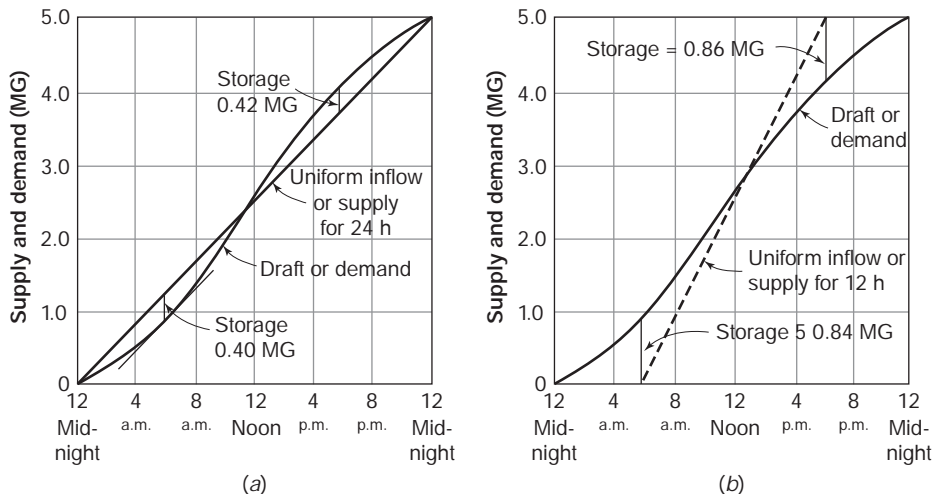 5.0
4.0
3.0
2.0
1.0
0
Supply and demand (MG)
Storage
0.42 MG
Uniform inflow
or supply
for 24 h
Draft or demand
Storage
0.40 MG
12 4 8 12 4 8 12
Mid- a.m. a.m. Noon p.m. p.m. Mid-
night night
(a)
5.0
4.0
3.0
2.0
1.0
0
Supply and demand (MG)
Storage = 0.86 MG
Draft or
demand
Uniform inflow or
supply for 12 h
Storage 5 0.84 MG
12 4 8 12 4 8 12
Mid- a.m. a.m. Noon p.m. p.m. Mid-
night night
(b)